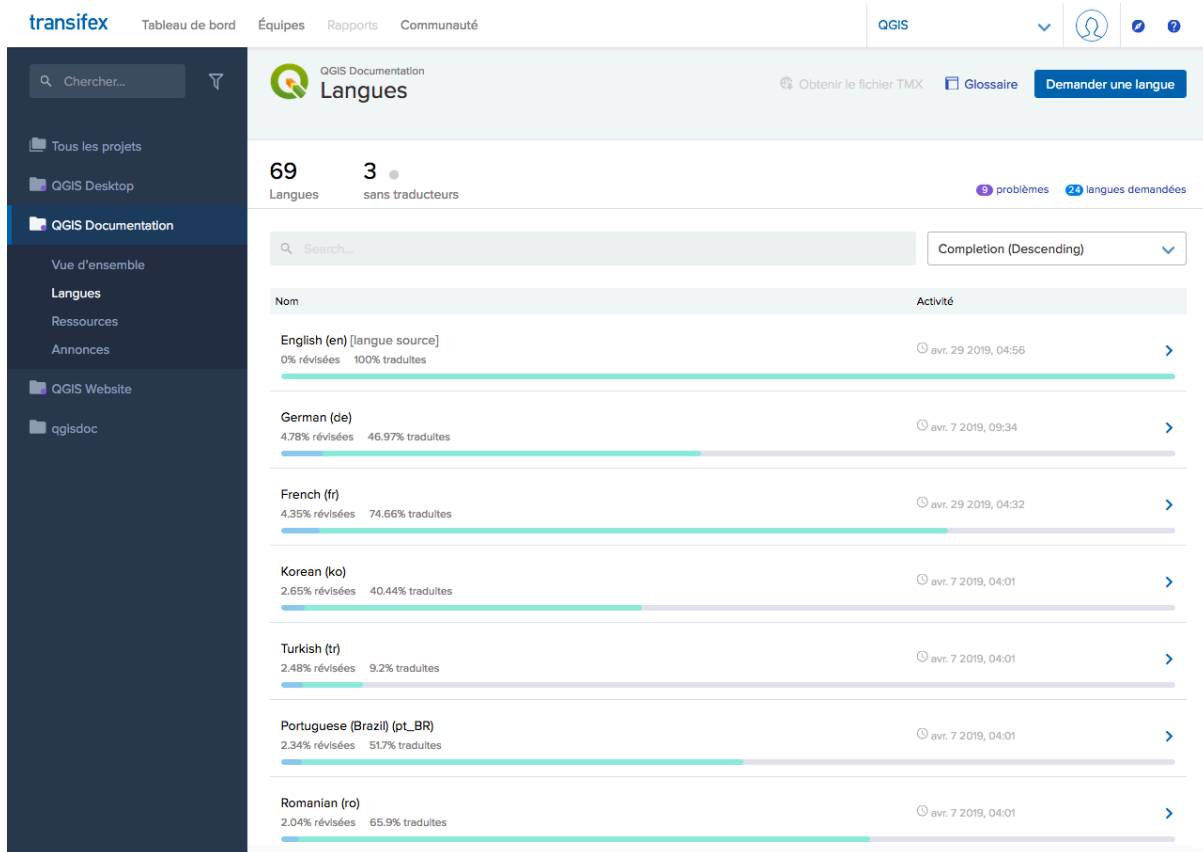 transifex Tableau de bord Équipes Rapports Communauté QGIS
Chercher...
Tous les projets
QGIS Desktop
QGIS Documentation
Vue d'ensemble
Langues
Ressources
Annonces
QGIS Website
qgisdoc
QGIS Documentation
Langues
Obtenir le fichier TMX Glossaire Demander une langue
69 3
Langues sans traducteurs
9 problèmes 24 langues demandées
Search... Completion (Descending)
Nom Activité
English (en) [langue source]
0% révisées 100% traduites
avr. 29 2019, 04:56
German (de)
4.78% révisées 46.97% traduites
avr. 7 2019, 09:34
French (fr)
4.35% révisées 74.66% traduites
avr. 29 2019, 04:32
Korean (ko)
2.65% révisées 40.44% traduites
avr. 7 2019, 04:01
Turkish (tr)
2.48% révisées 9.2% traduites
avr. 7 2019, 04:01
Portuguese (Brazil) (pt_BR)
2.34% révisées 51.7% traduites
avr. 7 2019, 04:01
Romanian (ro)
2.04% révisées 65.9% traduites
avr. 7 2019, 04:01